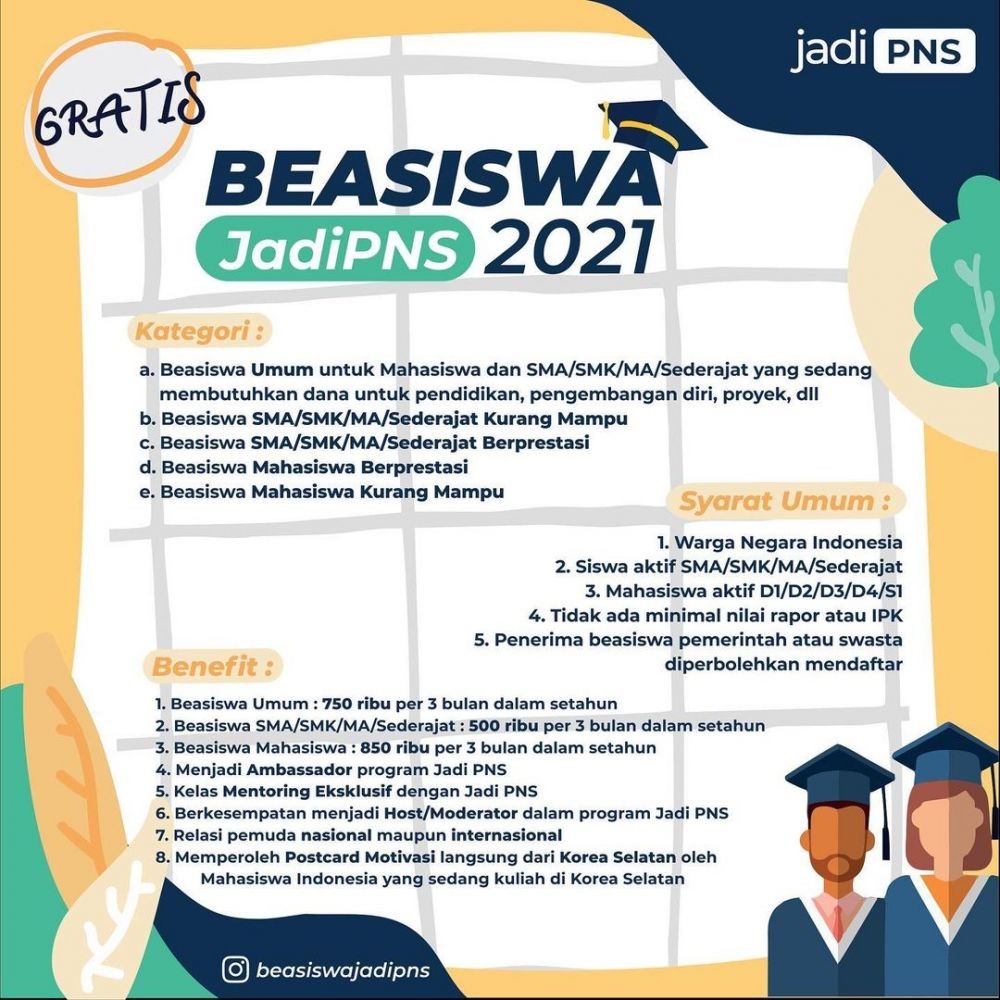 GRATIS
jadi PNS
BEASISWA
JadiPNS 2021
Kategori :
a. Beasiswa Umum untuk Mahasiswa dan SMA/SMK/MA/Sederajat yang sedang
membutuhkan dana untuk pendidikan, pengembangan diri, proyek, dll
b. Beasiswa SMA/SMK/MA/Sederajat Kurang Mampu
c. Beasiswa SMA/SMK/MA/Sederajat Berprestasi
d. Beasiswa Mahasiswa Berprestasi
e. Beasiswa Mahasiswa Kurang Mampu
Syarat Umum :
1. Warga Negara Indonesia
2. Siswa aktif SMA/SMK/MA/Sederajat
3. Mahasiswa aktif D1/D2/D3/D4/S1
4. Tidak ada minimal nilai rapor atau IPK
5. Penerima beasiswa pemerintah atau swasta
diperbolehkan mendaftar
Benefit :
1. Beasiswa Umum : 750 ribu per 3 bulan dalam setahun
2. Beasiswa SMA/SMK/MA/Sederajat : 500 ribu per 3 bulan dalam setahun
3. Beasiswa Mahasiswa : 850 ribu per 3 bulan dalam setahun
4. Menjadi Ambassador program Jadi PNS
5. Kelas Mentoring Eksklusif dengan Jadi PNS
6. Berkesempatan menjadi Host/Moderator dalam program Jadi PNS
7. Relasi pemuda nasional mauoun internasional
8. Memperoleh Postcard Motivasi langsung dari Korea Selatan oleh
Mahasiswa Indonesia yang sedang kuliah di Korea Selatan
beasiswajadipns